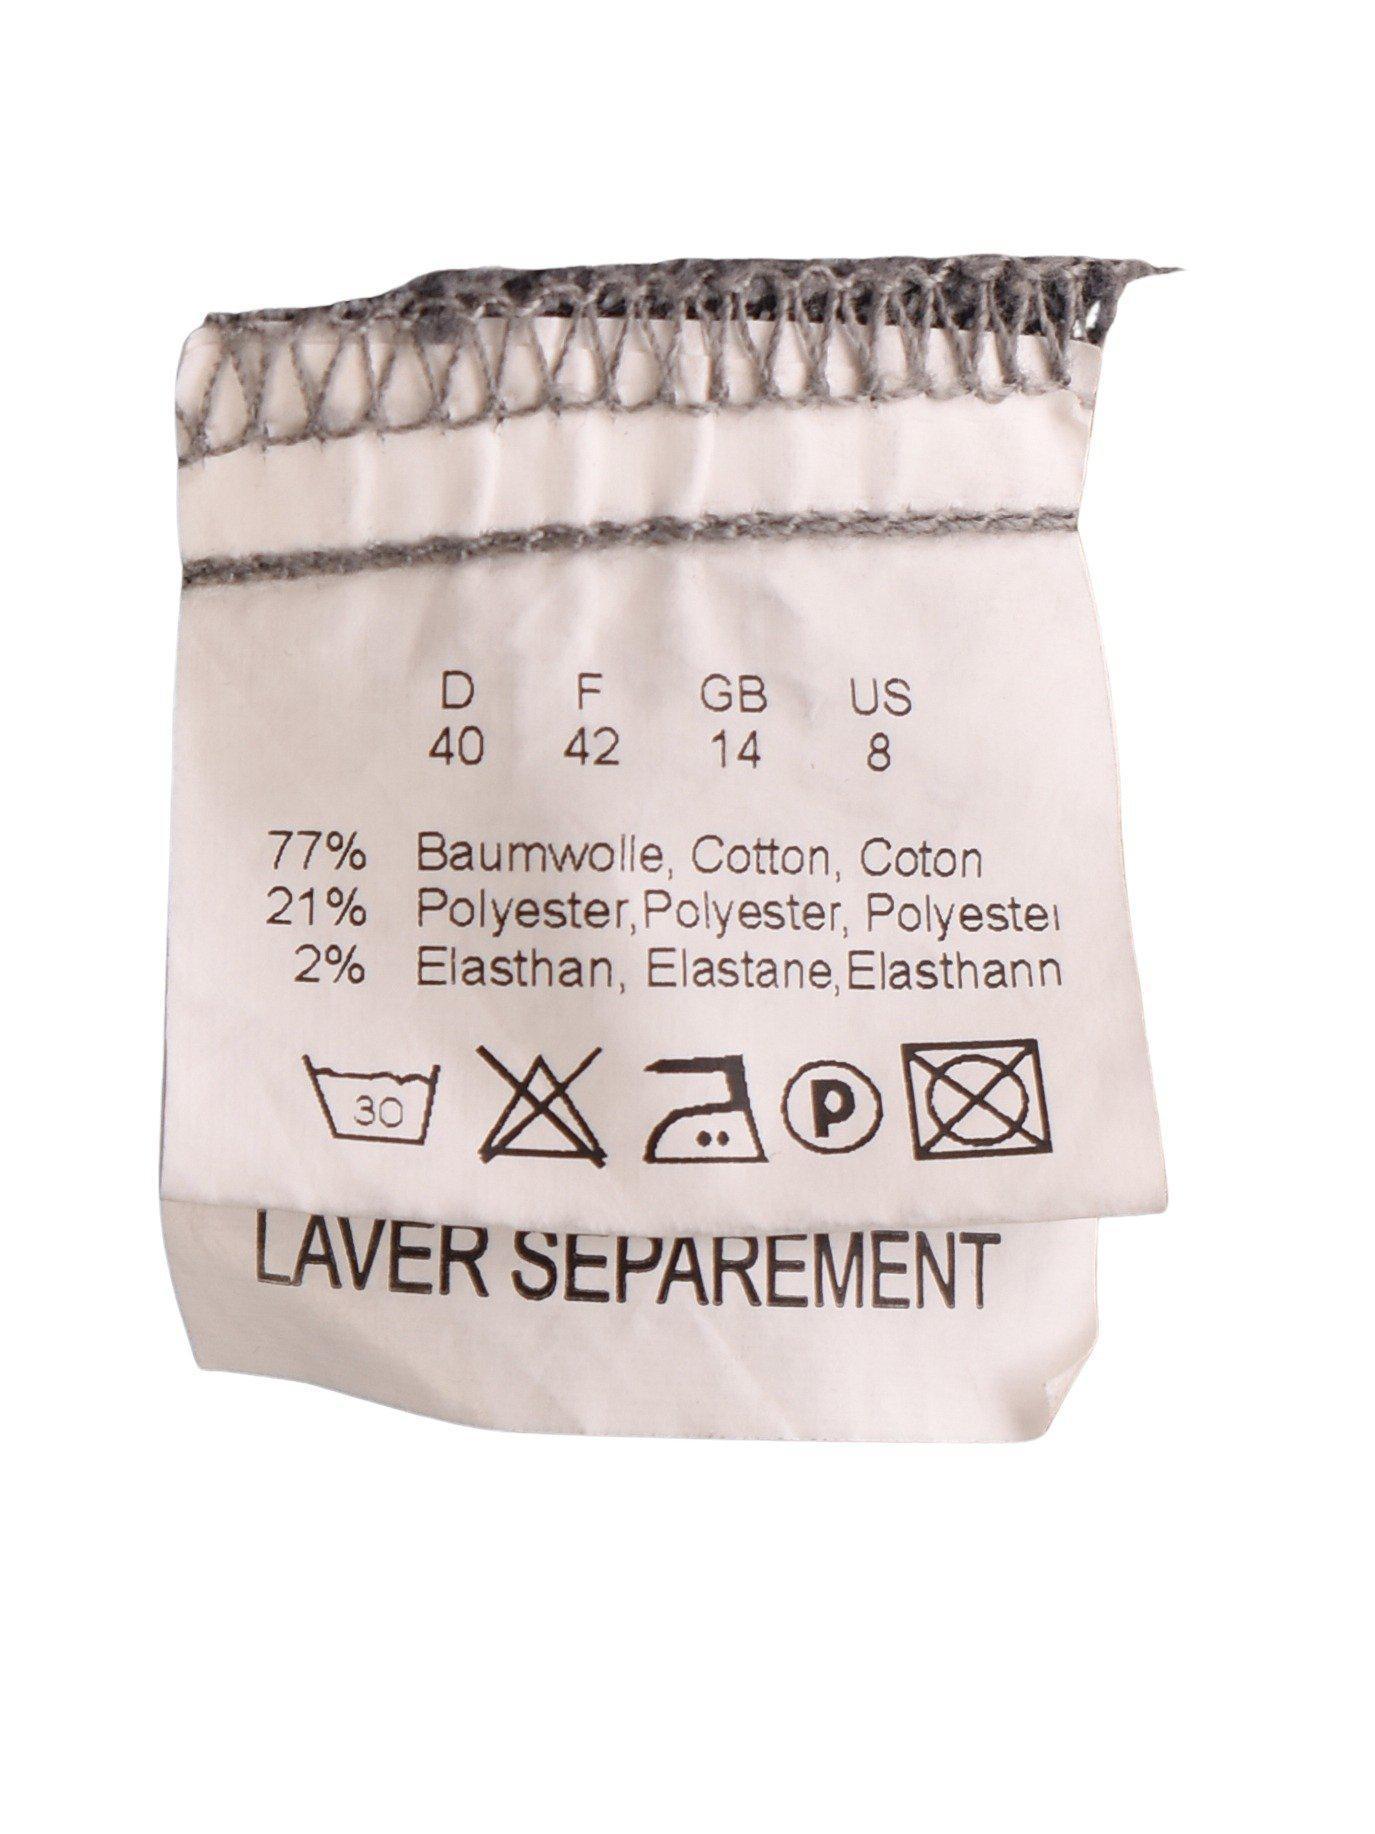 D F GB US
40 42 14 8
77% Baumwolle, Cotton, Coton
21% Polyester, Polyester, Polyester
2% Elasthan, Elastane, Elasthann
30 P
LAVER SEPAREMENT